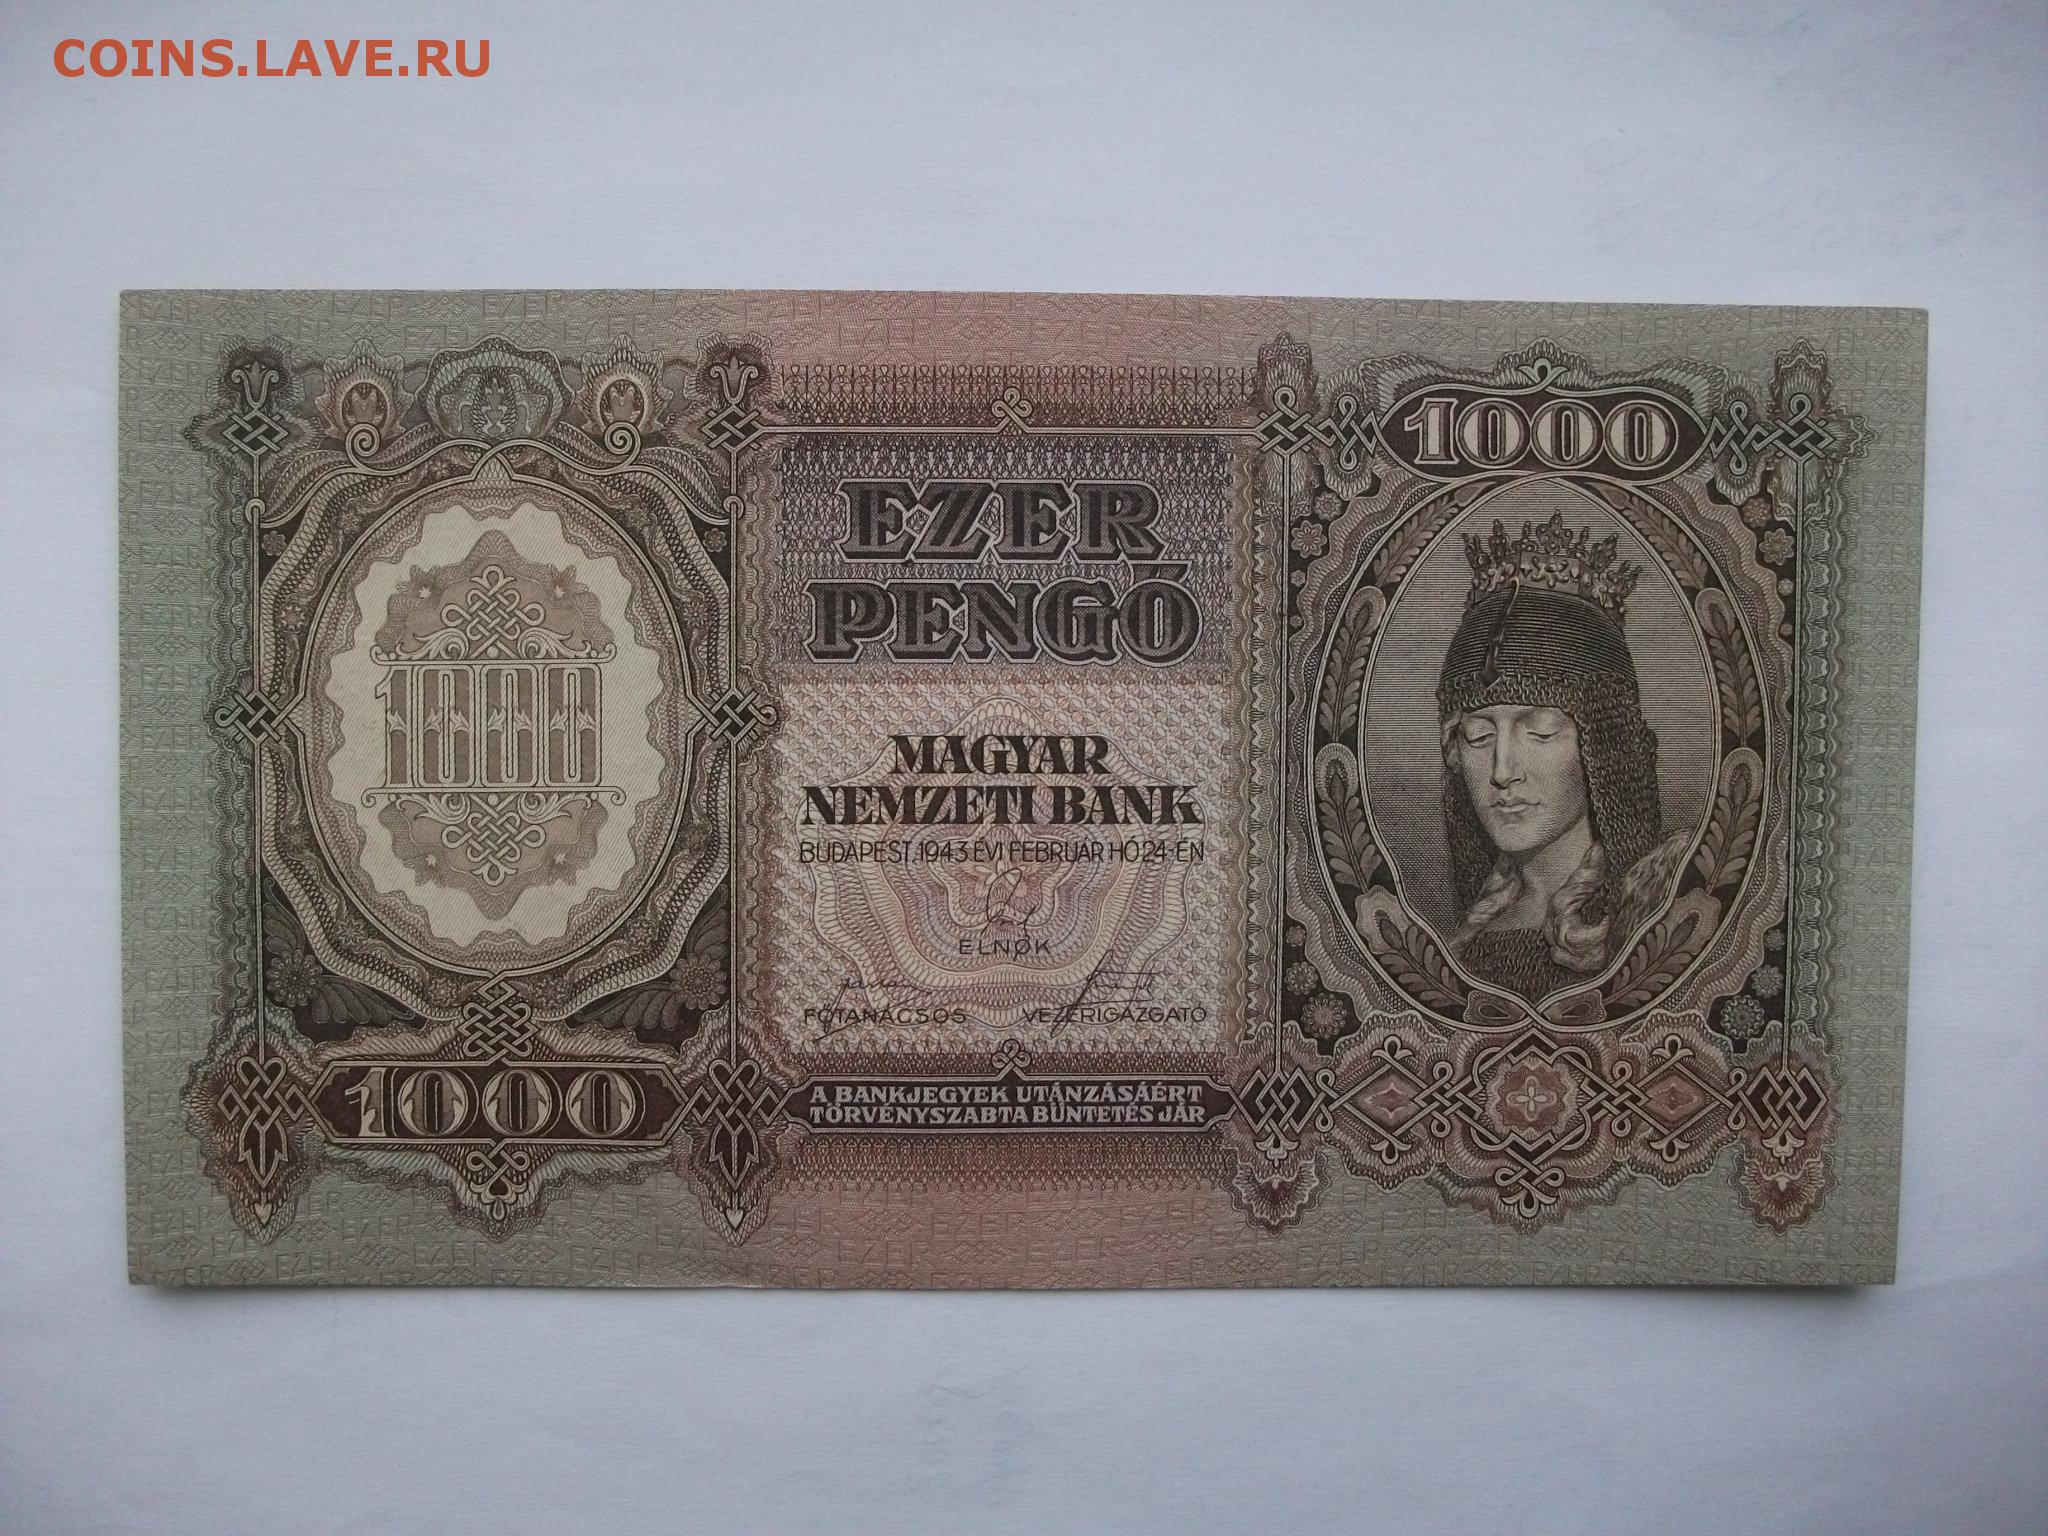 COINS.LAVE.RU
1000
EZER
PENGŐ
1000
MAGYAR
NEMZETI BANK
BUDAPEST, 1943 ÉVI FEBRUÁR HÓ 24-ÉN
ELNÖK
FŐTANÁCSOS VEZÉRIGAZGATÓ
1000
A BANKJEGYEK UTÁNZÁSÁÉRT
TÖRVÉNYSZABTA BÜNTETÉS JÁR